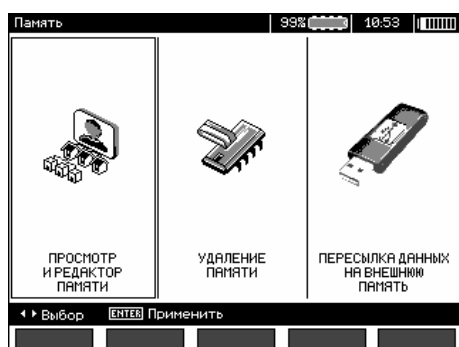 Память 99% 10:53
ПРОСМОТР
И РЕДАКТОР
ПАМЯТИ
УДАЛЕНИЕ
ПАМЯТИ
ПЕРЕСЫЛКА ДАННЫХ
НА ВНЕШНЮЮ
ПАМЯТЬ
Выбор ENTER Применить